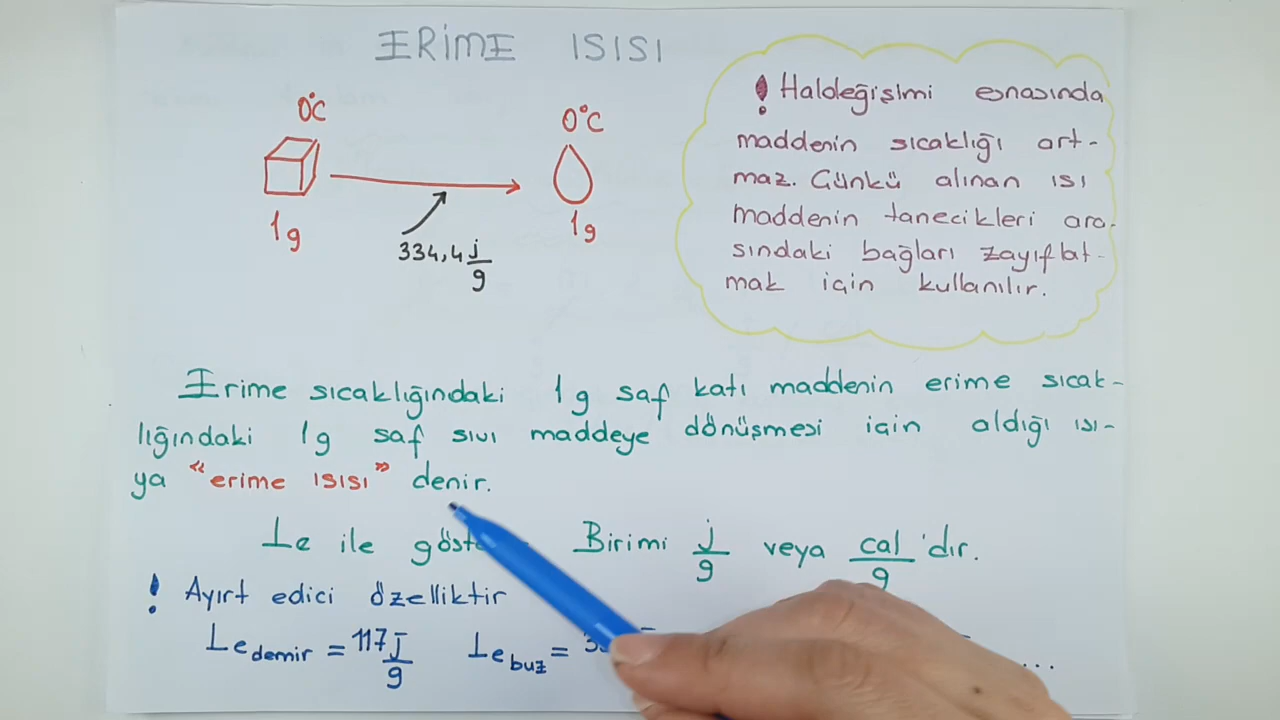 ERİME ISISI
0°C
0°C
1g
1g
334,4 j/g
! Haldeğişimi esnasında
maddenin sıcaklığı art-
maz. Çünkü alınan ısı
maddenin tanecikleri ara-
sındaki bağları zayıflat-
mak için kullanılır.
Erime sıcaklığındaki 1g saf katı maddenin erime sıcak-
lığındaki 1g saf sıvı maddeye dönüşmesi için aldığı ısı-
ya "erime ısısı" denir.
Le ile Birimi j/g veya cal/g 'dır.
! Ayırt edici özelliktir
Le demir = 117 J/g Le buz = ...